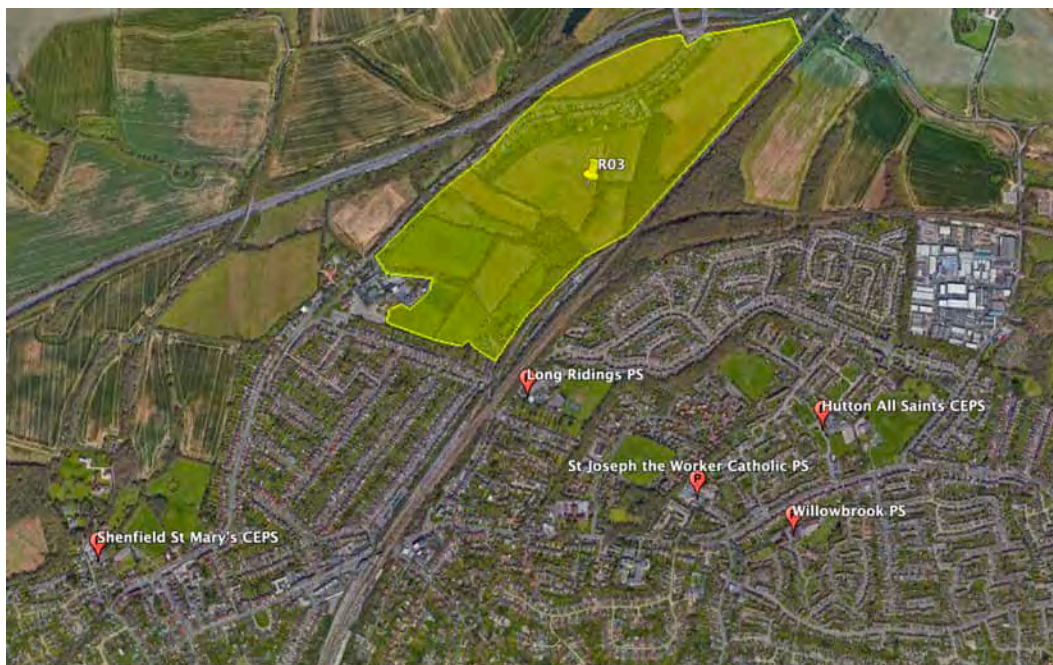 R03
Long Ridings PS
Hutton All Saints CEPS
St Joseph the Worker Catholic PS
P
Willowbrook PS
Shenfield St Mary's CEPS